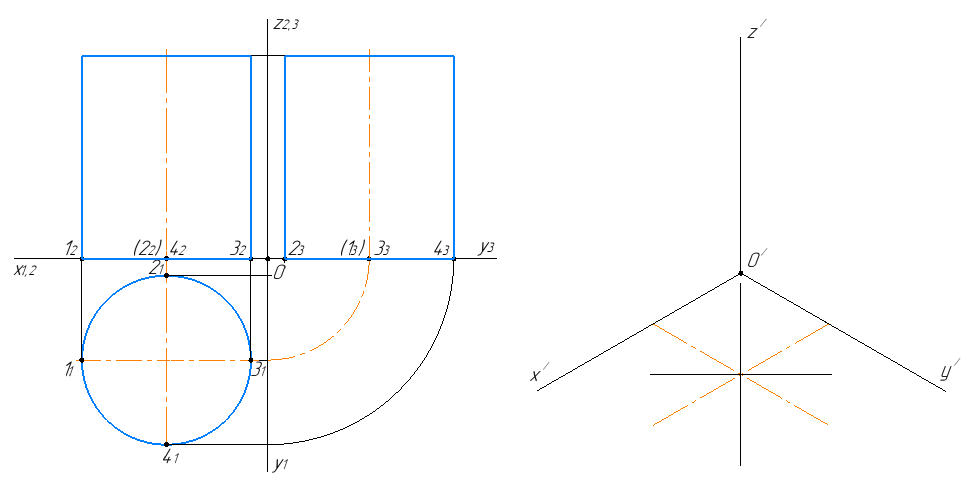 z2,3
z′
12 (22) 42 32 23 (13) 33 43 y3
x1,2 21 0
0′
11 31
x′ y′
41 y1